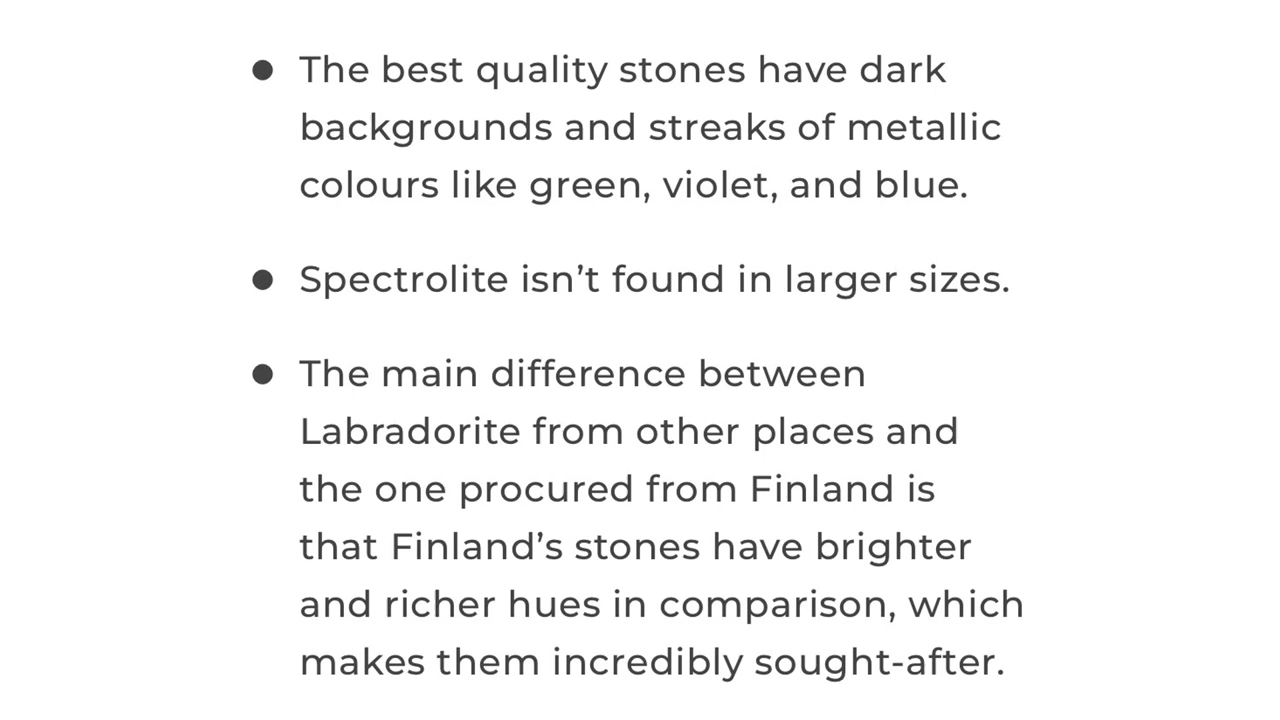 ● The best quality stones have dark
backgrounds and streaks of metallic
colours like green, violet, and blue.
● Spectrolite isn’t found in larger sizes.
● The main difference between
Labradorite from other places and
the one procured from Finland is
that Finland’s stones have brighter
and richer hues in comparison, which
makes them incredibly sought-after.